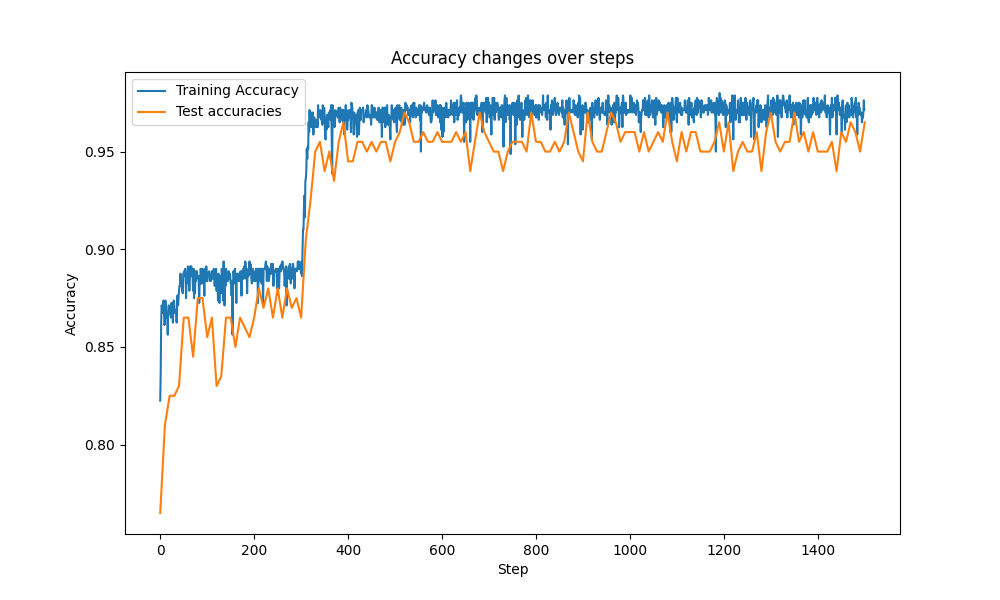 Accuracy changes over steps
Training Accuracy
Test accuracies
0.95
0.90
0.85
0.80
Accuracy
0 200 400 600 800 1000 1200 1400
Step